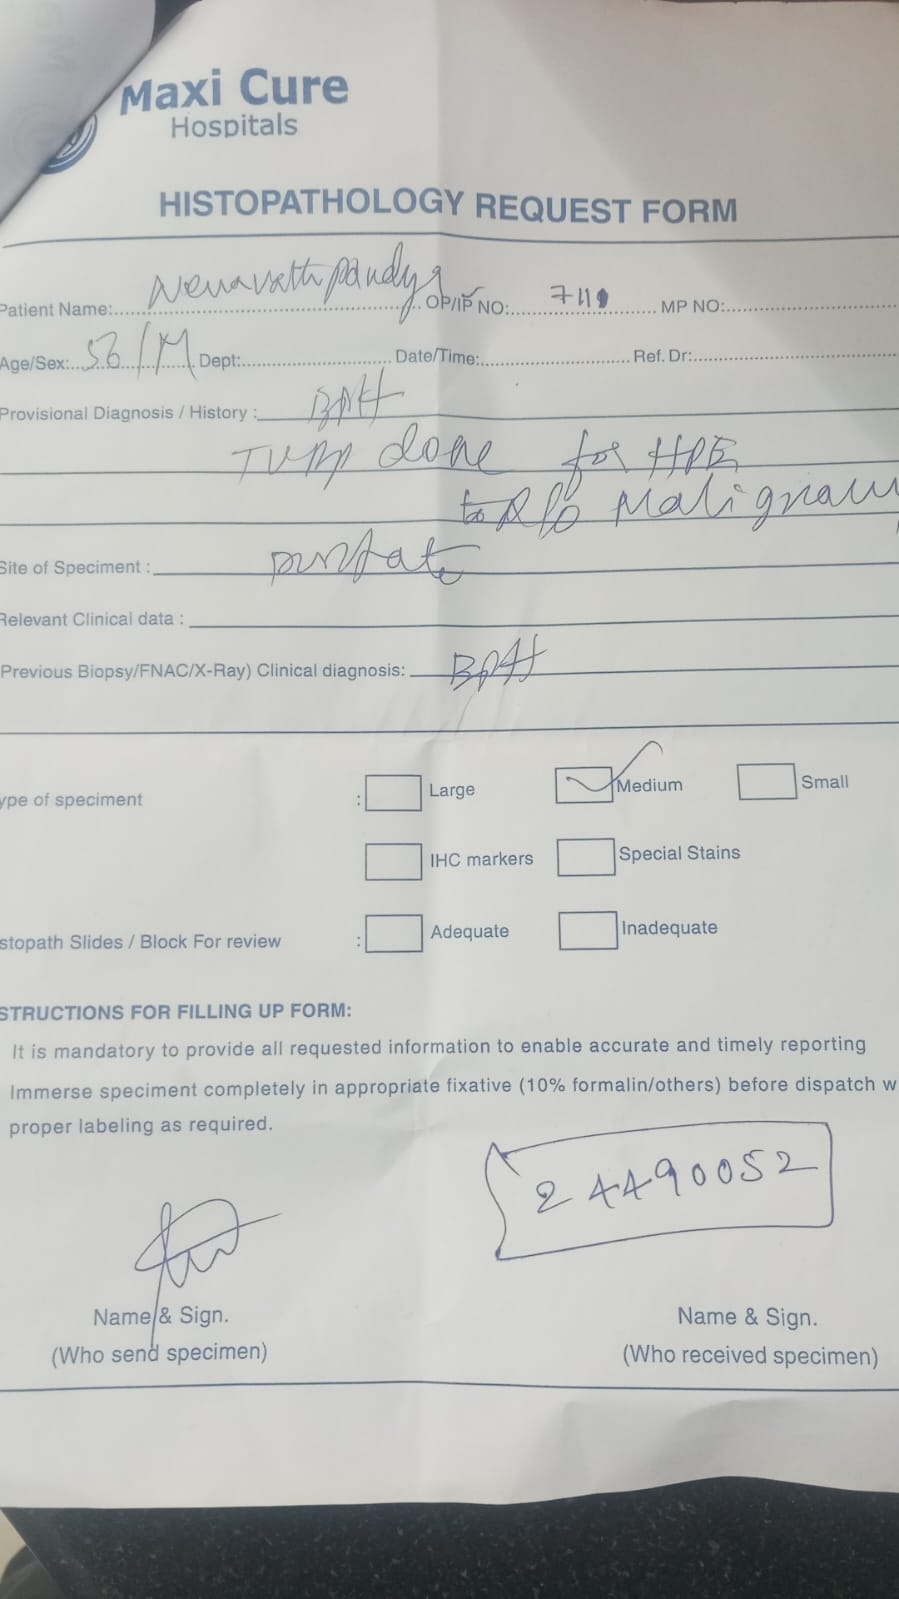 Maxi Cure
Hospitals
HISTOPATHOLOGY REQUEST FORM
Patient Name: Nenavath pandya OP/IP NO: 7119 MP NO:
Age/Sex: 56/M Dept: Date/Time: Ref. Dr:
Provisional Diagnosis / History : BPH
TURP done for HPE
to R/o Malignancy
Site of Speciment : prostate
Relevant Clinical data :
Previous Biopsy/FNAC/X-Ray) Clinical diagnosis: BPH
ype of speciment : Large Medium Small
IHC markers Special Stains
stopath Slides / Block For review : Adequate Inadequate
STRUCTIONS FOR FILLING UP FORM:
It is mandatory to provide all requested information to enable accurate and timely reporting
Immerse speciment completely in appropriate fixative (10% formalin/others) before dispatch w
proper labeling as required.
24490052
Name & Sign. Name & Sign.
(Who send specimen) (Who received specimen)